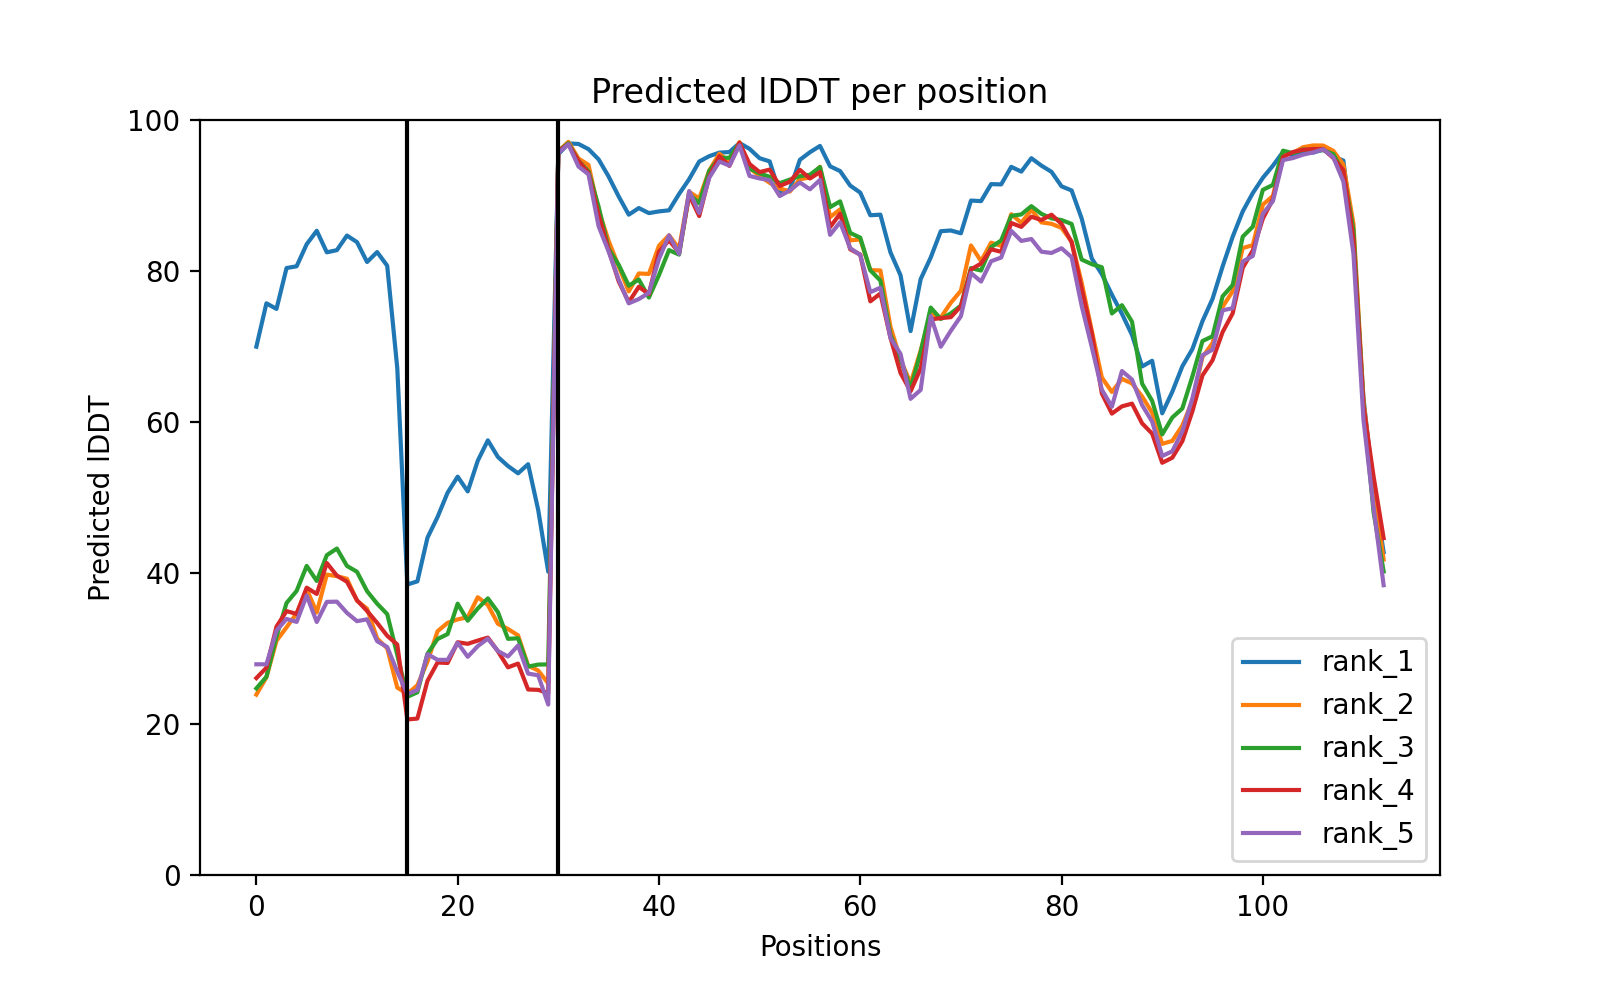 Predicted lDDT per position
100
80
60
40
20
0
Predicted lDDT
0 20 40 60 80 100
Positions
rank_1
rank_2
rank_3
rank_4
rank_5